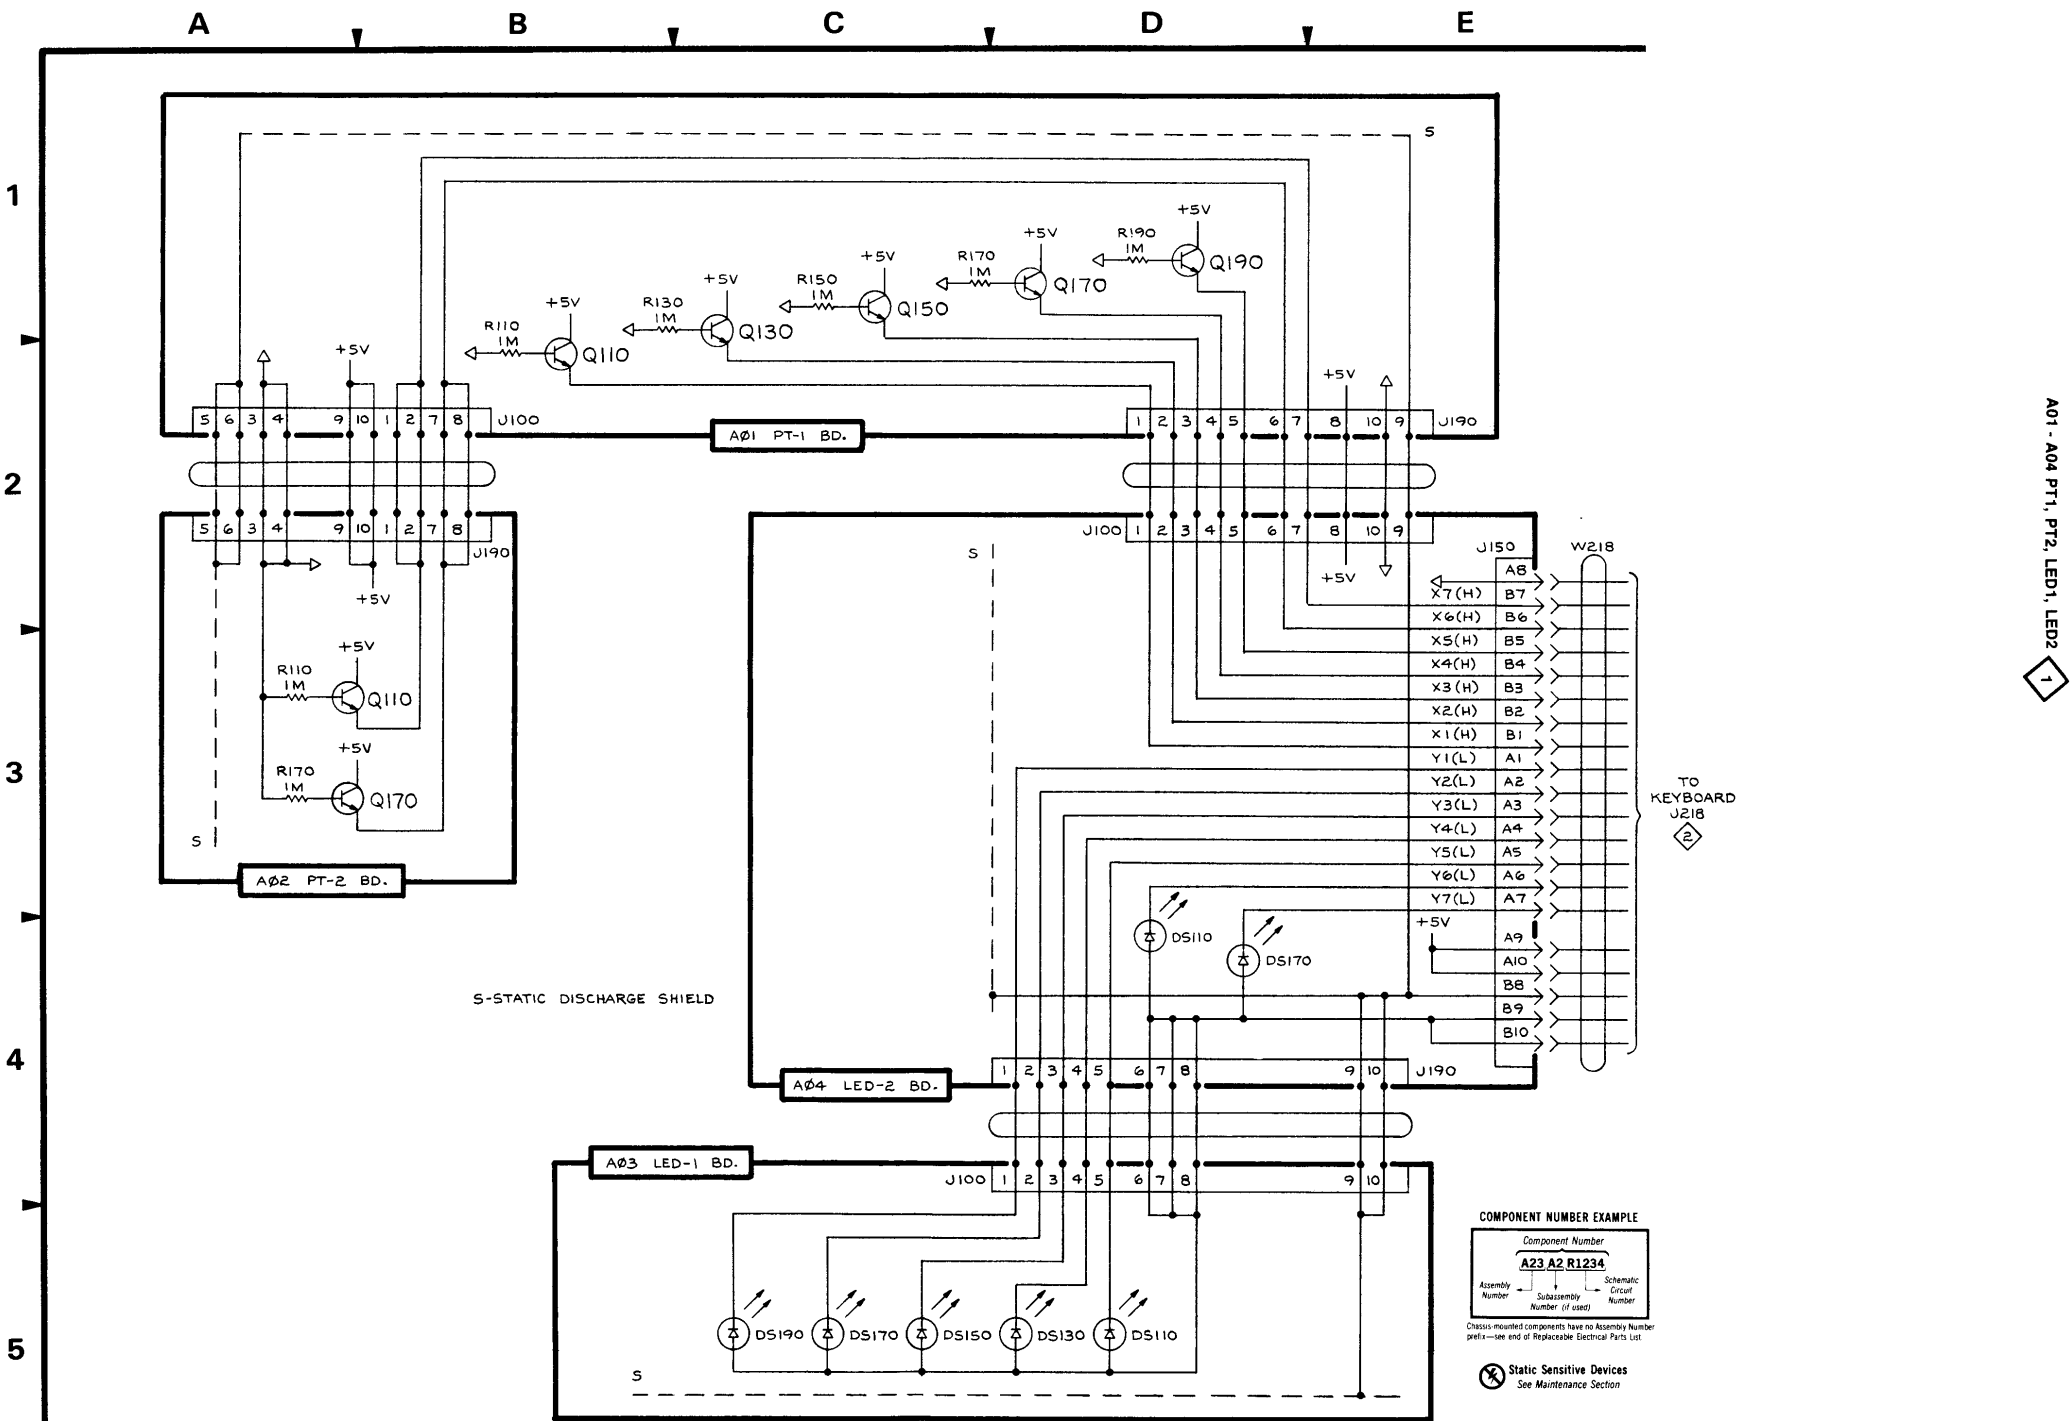 A B C D E
1
2
3
4
5
S
+5V
R190
1M
Q190
+5V
R170
1M
Q170
+5V
R150
1M
Q150
+5V
R130
1M
Q130
+5V
R110
1M
Q110
+5V
+5V
5 6 3 4 9 10 1 2 7 8 J100
AØ1 PT-1 BD.
1 2 3 4 5 6 7 8 10 9 J190
5 6 3 4 9 10 1 2 7 8
J190
+5V
+5V
R110
1M
Q110
+5V
R170
1M
Q170
S
AØ2 PT-2 BD.
J100 1 2 3 4 5 6 7 8 10 9
S
+5V
J150 W218
A8
X7(H) B7
X6(H) B6
X5(H) B5
X4(H) B4
X3(H) B3
X2(H) B2
X1(H) B1
Y1(L) A1
Y2(L) A2
Y3(L) A3
Y4(L) A4
Y5(L) A5
Y6(L) A6
Y7(L) A7
+5V
A9
A10
B8
B9
B10
TO
KEYBOARD
J218
2
DS110
DS170
S-STATIC DISCHARGE SHIELD
AØ4 LED-2 BD.
1 2 3 4 5 6 7 8 9 10 J190
AØ3 LED-1 BD.
J100 1 2 3 4 5 6 7 8 9 10
DS190 DS170 DS150 DS130 DS110
S
COMPONENT NUMBER EXAMPLE
Component Number
A23 A2 R1234
Assembly
Number
Subassembly
Number (if used)
Schematic
Circuit
Number
Chassis-mounted components have no Assembly Number
prefix—see end of Replaceable Electrical Parts List
Static Sensitive Devices
See Maintenance Section
A01 - A04 PT1, PT2, LED1, LED2
1